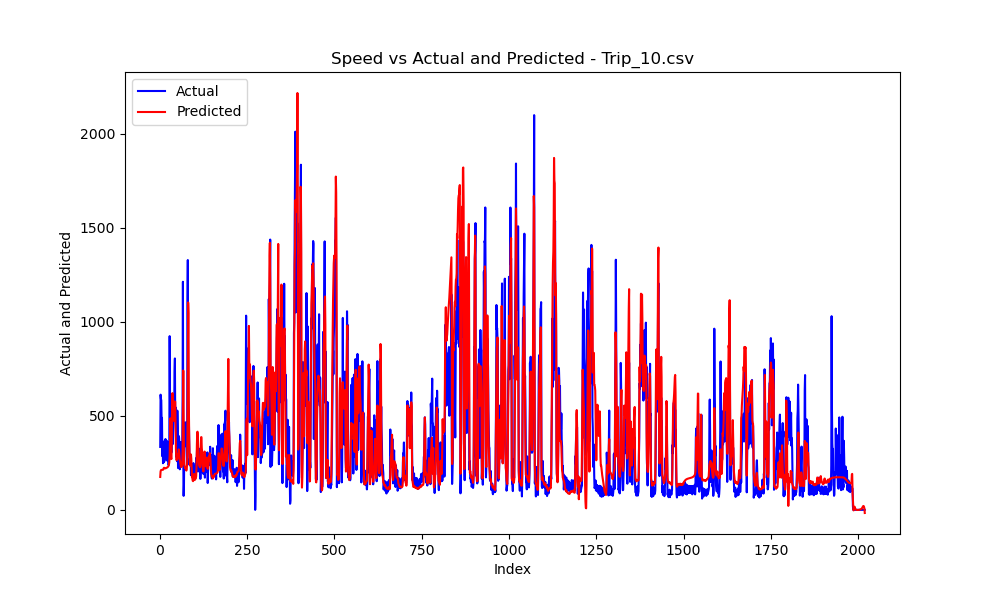 Speed vs Actual and Predicted - Trip_10.csv
Actual
Predicted
2000
1500
1000
500
0
Actual and Predicted
0 250 500 750 1000 1250 1500 1750 2000
Index